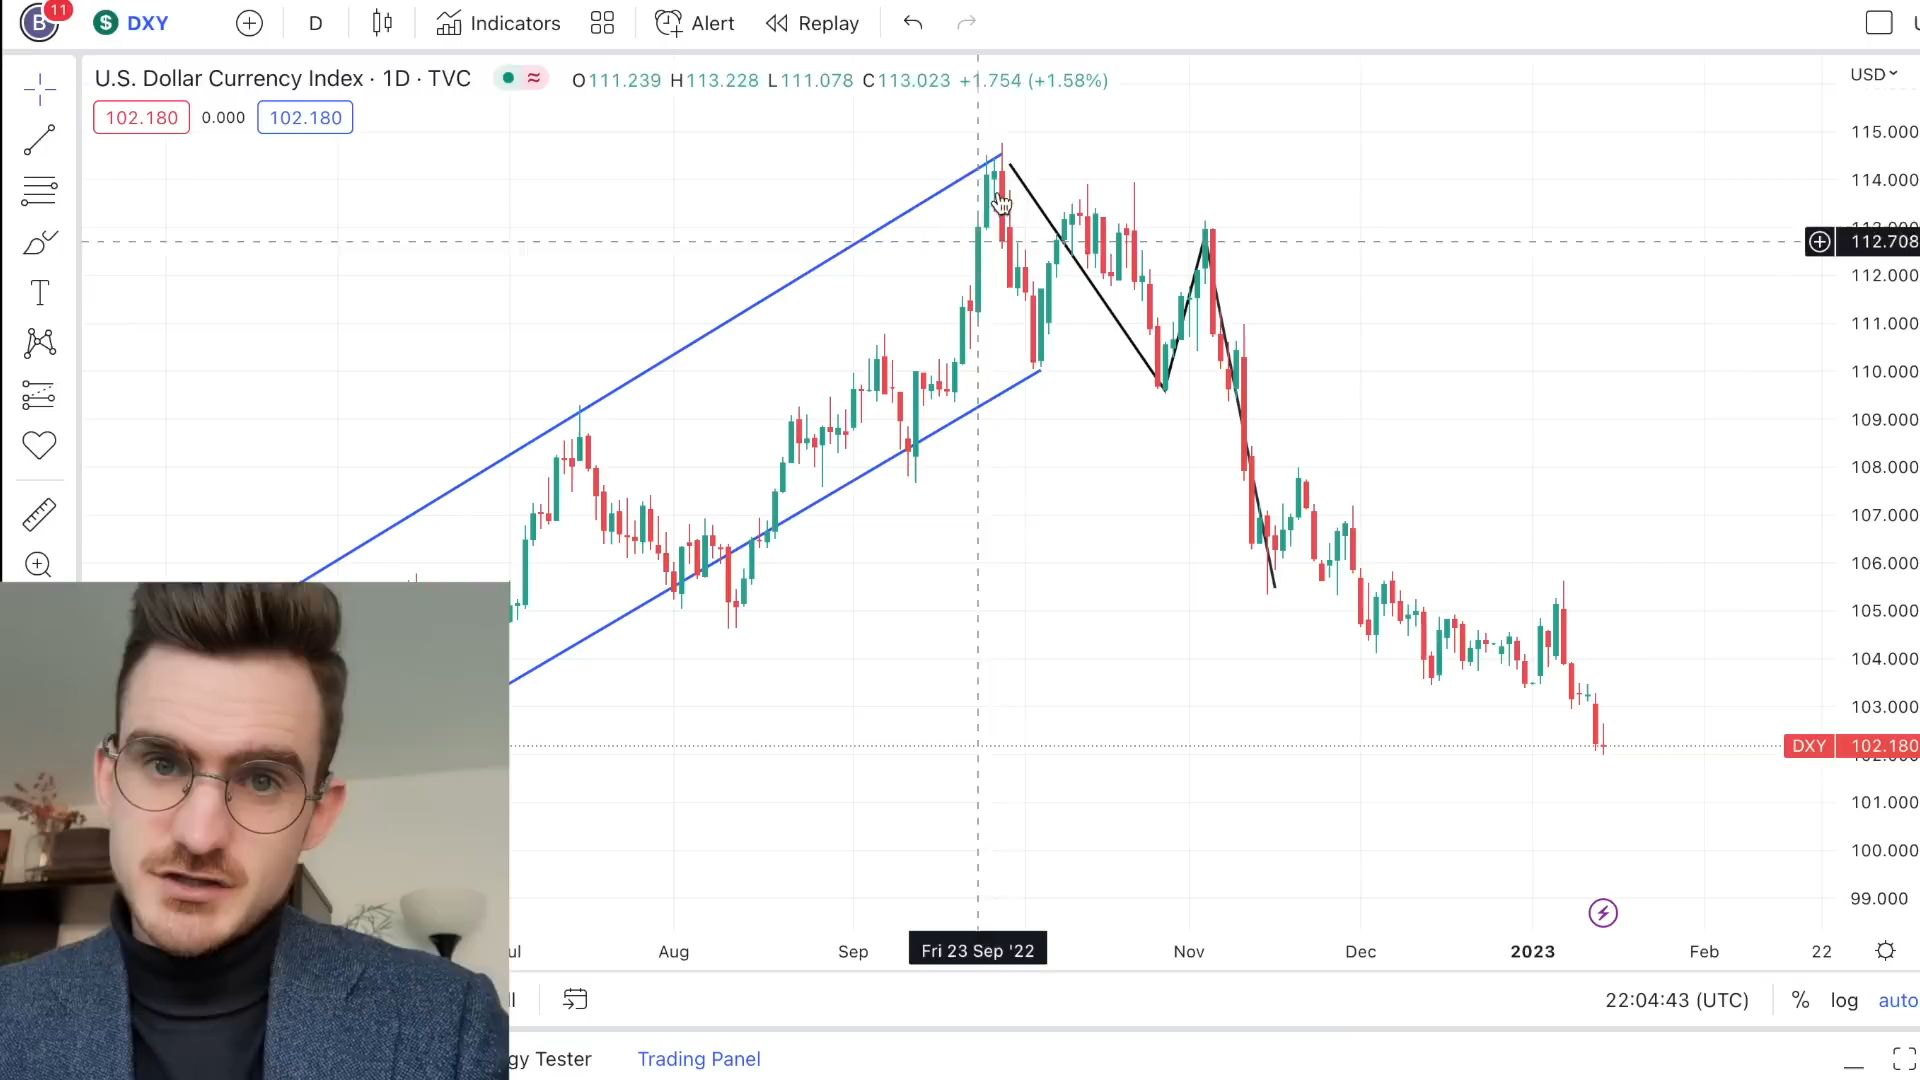 11
B
$ DXY
D
Indicators
Alert
Replay
U.S. Dollar Currency Index · 1D · TVC
O111.239 H113.228 L111.078 C113.023 +1.754 (+1.58%)
USD
102.180 0.000 102.180
115.000
114.000
112.708
112.000
111.000
110.000
109.000
108.000
107.000
106.000
105.000
104.000
103.000
DXY 102.180
101.000
100.000
99.000
ul Aug Sep Fri 23 Sep '22 Nov Dec 2023 Feb 22
22:04:43 (UTC) % log auto
gy Tester Trading Panel